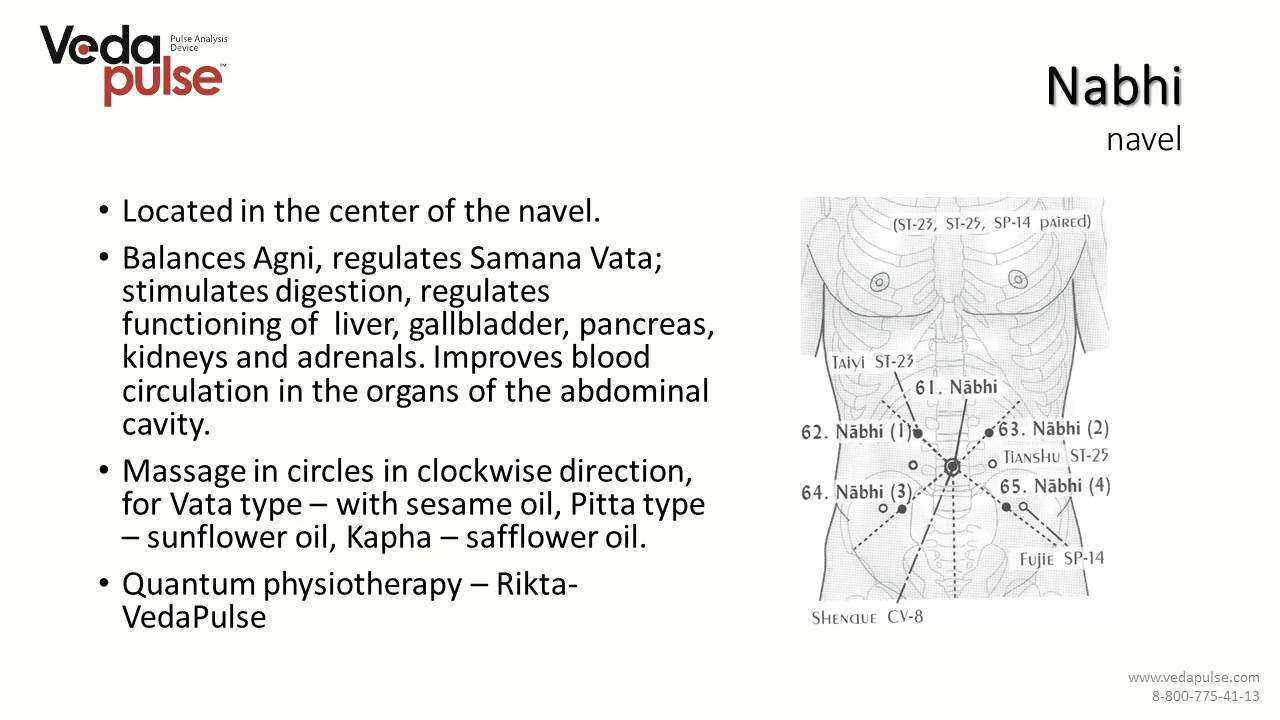 Veda
pulse™
Pulse Analysis
Device
Nabhi
navel
• Located in the center of the navel.
• Balances Agni, regulates Samana Vata;
stimulates digestion, regulates
functioning of liver, gallbladder, pancreas,
kidneys and adrenals. Improves blood
circulation in the organs of the abdominal
cavity.
• Massage in circles in clockwise direction,
for Vata type – with sesame oil, Pitta type
– sunflower oil, Kapha – safflower oil.
• Quantum physiotherapy – Rikta-
VedaPulse
(ST-23, ST-25, SP-14 PAIRED)
TAIYI ST-23
61. Nābhi
62. Nābhi (1)
63. Nābhi (2)
TIANSHU ST-25
64. Nābhi (3)
65. Nābhi (4)
FUJIE SP-14
SHENQUE CV-8
www.vedapulse.com
8-800-775-41-13